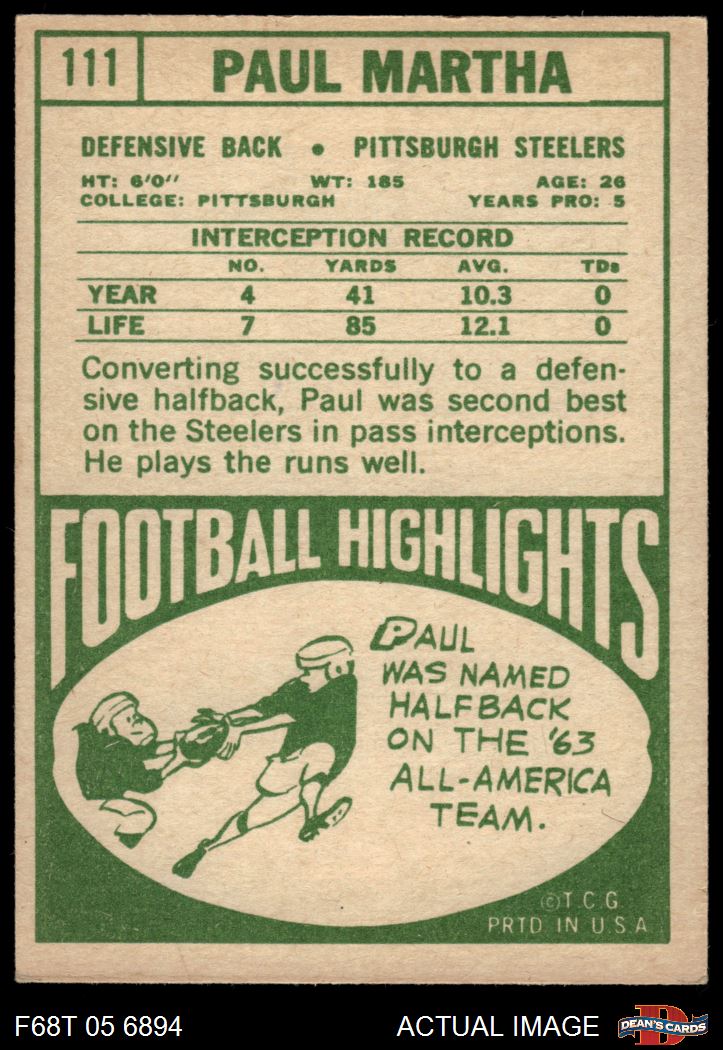 111 PAUL MARTHA
DEFENSIVE BACK • PITTSBURGH STEELERS
HT: 6'0" WT: 185 AGE: 26
COLLEGE: PITTSBURGH YEARS PRO: 5
INTERCEPTION RECORD
NO. YARDS AVG. TDs
YEAR 4 41 10.3 0
LIFE 7 85 12.1 0
Converting successfully to a defen-
sive halfback, Paul was second best
on the Steelers in pass interceptions.
He plays the runs well.
FOOTBALL HIGHLIGHTS
PAUL
WAS NAMED
HALFBACK
ON THE '63
ALL-AMERICA
TEAM.
©T.C.G.
PRTD IN U.S.A
F68T 05 6894 ACTUAL IMAGE D DEAN'S CARDS